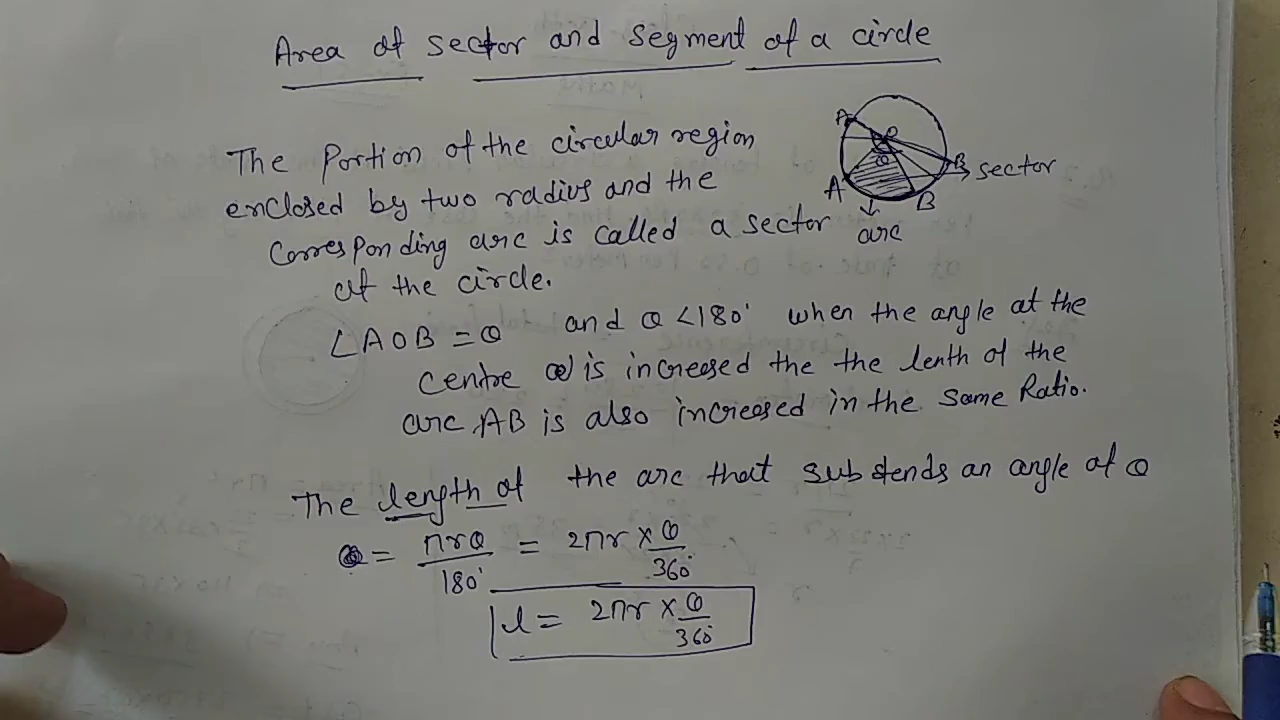 Area of sector and segment of a circle
The Portion of the circular region
enclosed by two radius and the
Corresponding arc is called a sector
of the circle.
A
O
B
θ
A
B
sector
arc
∠AOB = θ and θ <180° when the angle at the
centre (θ) is increased the the lenth of the
arc AB is also increased in the same Ratio.
The length of the arc that substends an angle of θ
= πrθ/180° = 2πr × θ/360°
l = 2πr × θ/360°